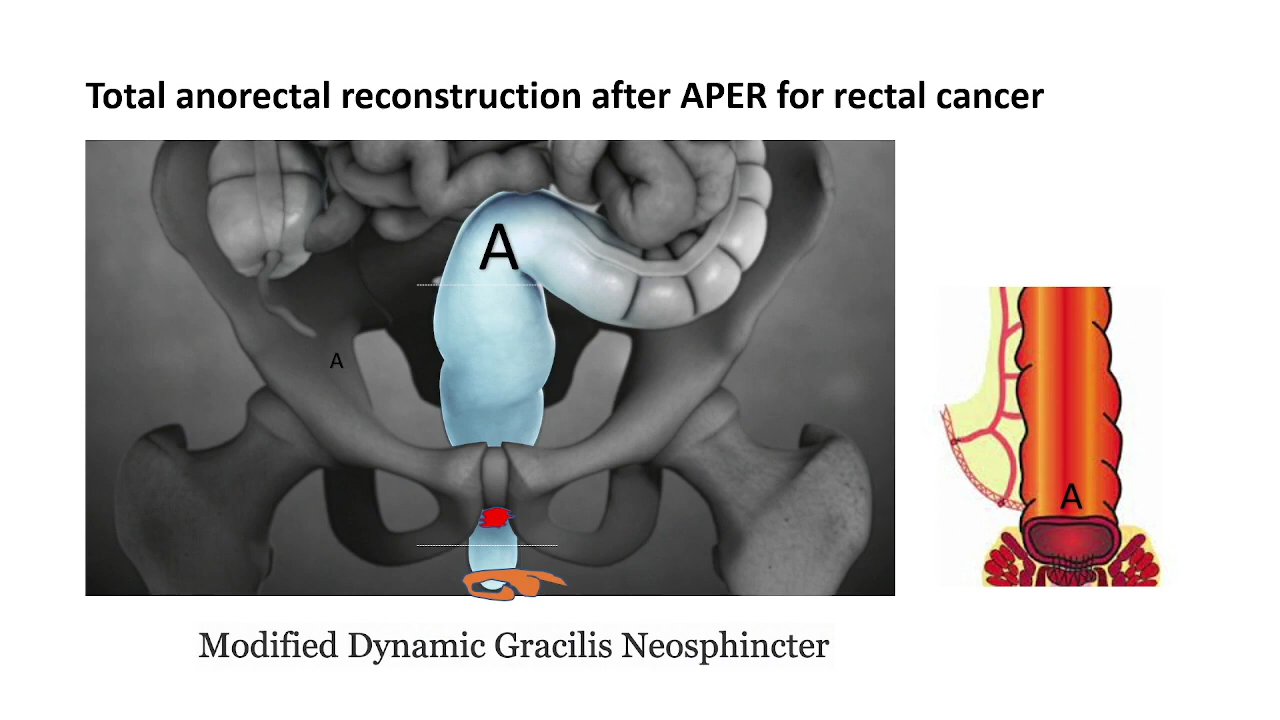 Total anorectal reconstruction after APER for rectal cancer
A
A
A
Modified Dynamic Gracilis Neosphincter